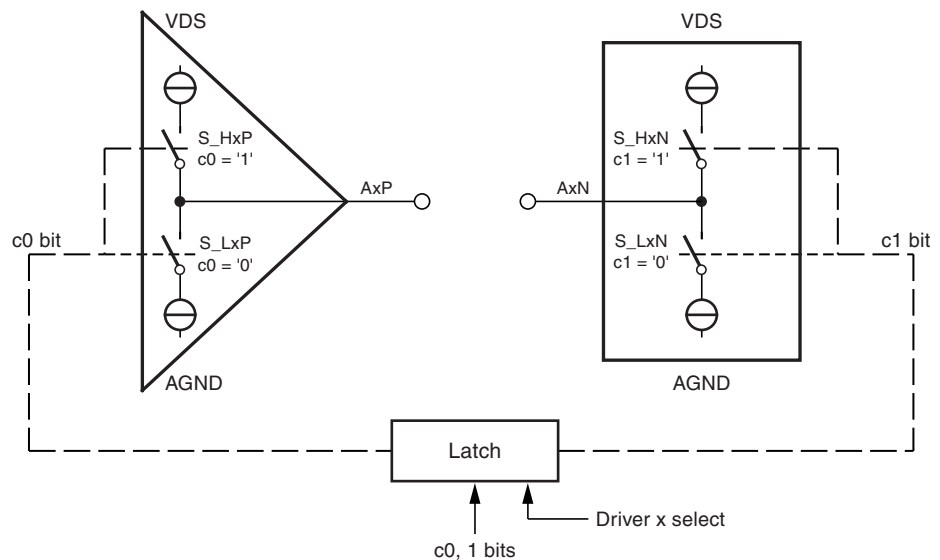 VDS
VDS
S_HxP
c0 = '1'
S_HxN
c1 = '1'
AxP
AxN
c0 bit
S_LxP
c0 = '0'
S_LxN
c1 = '0'
c1 bit
AGND
AGND
Latch
Driver x select
c0, 1 bits